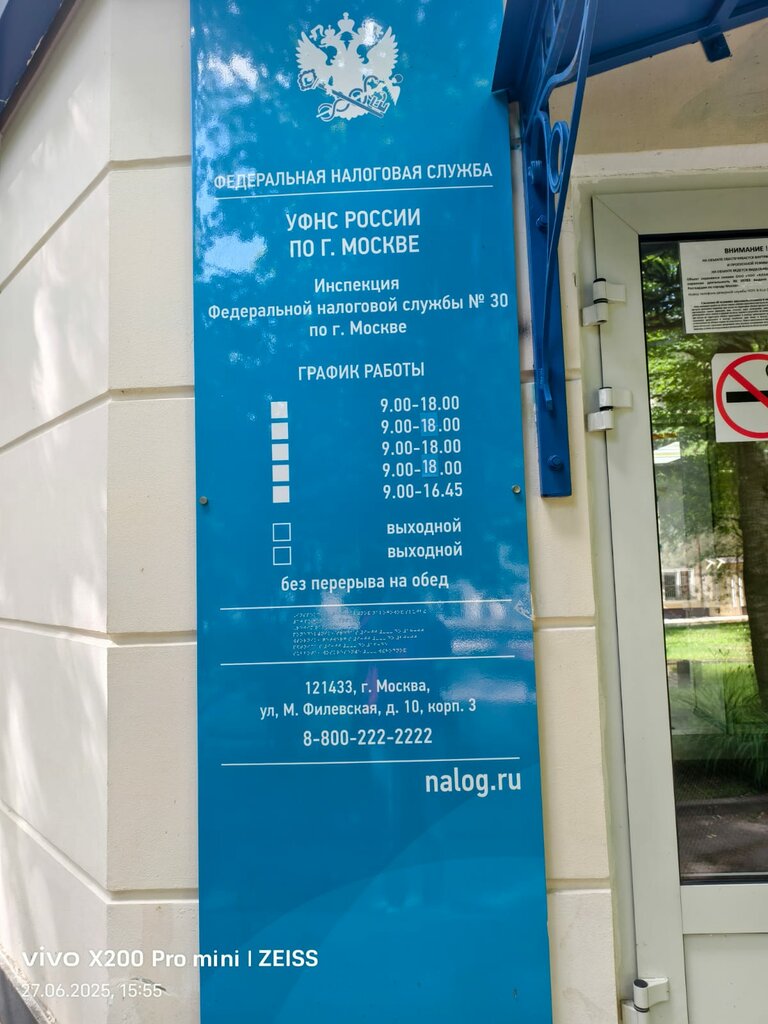 ФЕДЕРАЛЬНАЯ НАЛОГОВАЯ СЛУЖБА
УФНС РОССИИ
ПО Г. МОСКВЕ
Инспекция
Федеральной налоговой службы № 30
по г. Москве
ГРАФИК РАБОТЫ
9.00-18.00
9.00-18.00
9.00-18.00
9.00-18.00
9.00-16.45
выходной
выходной
без перерыва на обед
121433, г. Москва,
ул, М. Филевская, д. 10, корп. 3
8-800-222-2222
nalog.ru
ВНИМАНИЕ !
vivo X200 Pro mini | ZEISS
27.06.2025, 15:55